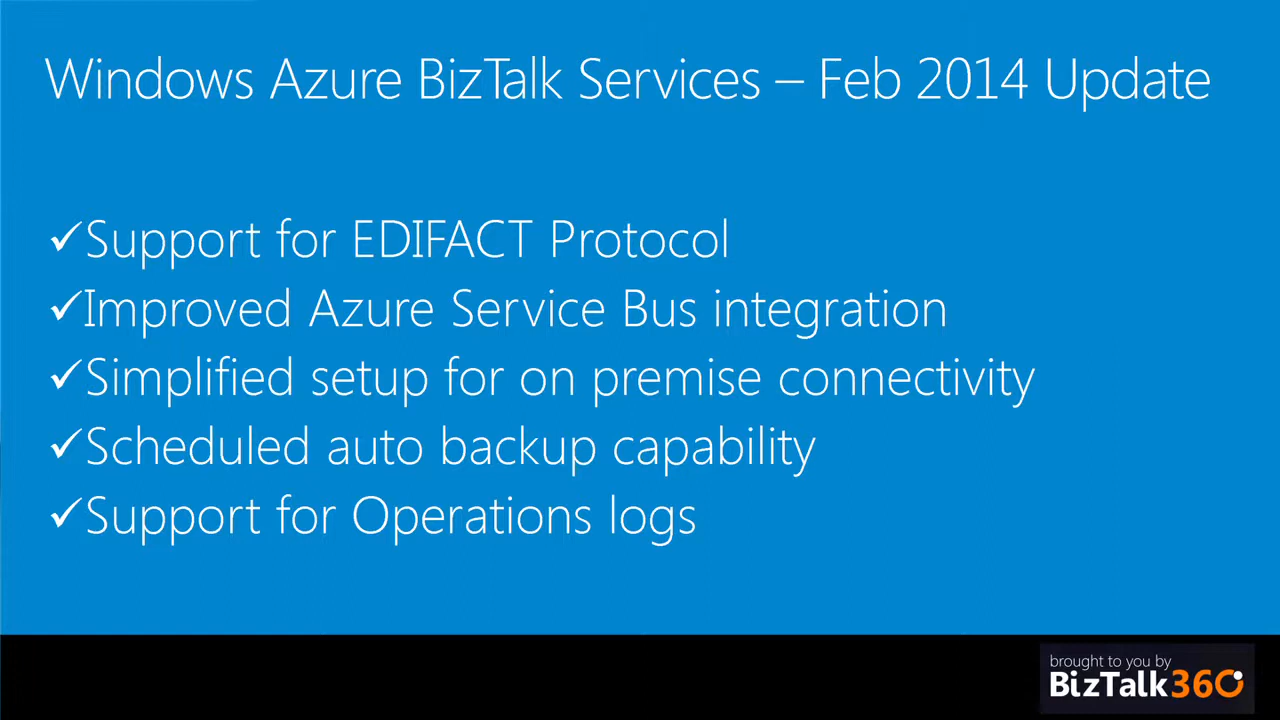 Windows Azure BizTalk Services – Feb 2014 Update
✓Support for EDIFACT Protocol
✓Improved Azure Service Bus integration
✓Simplified setup for on premise connectivity
✓Scheduled auto backup capability
✓Support for Operations logs
brought to you by
BizTalk360